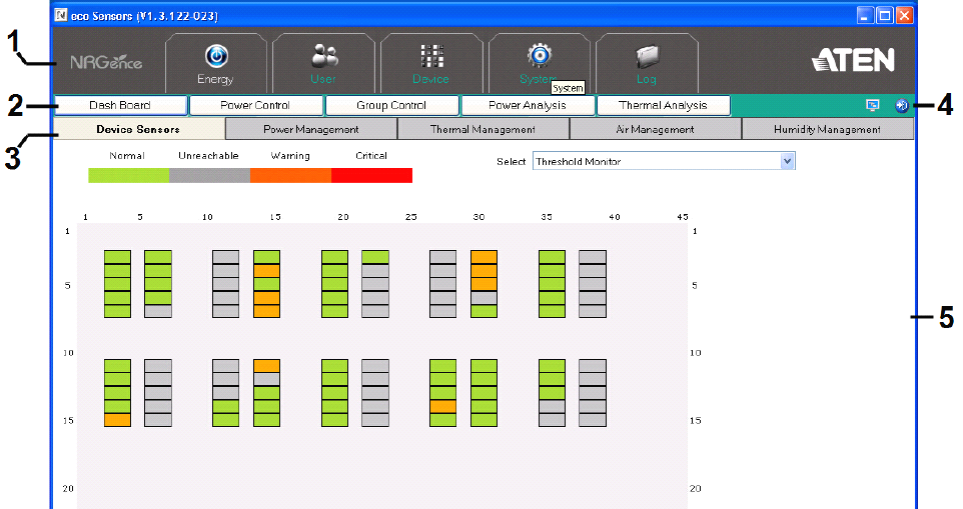 eco Sensors (V1.3.122-023)
1
NRGence
Energy
User
Device
System
Log
ATEN
System
2
Dash Board
Power Control
Group Control
Power Analysis
Thermal Analysis
4
3
Device Sensors
Power Management
Thermal Management
Air Management
Humidity Management
Normal
Unreachable
Warning
Critical
Select
Threshold Monitor
1 5 10 15 20 25 30 35 40 45
1 1
5 5
5
10 10
15 15
20 20